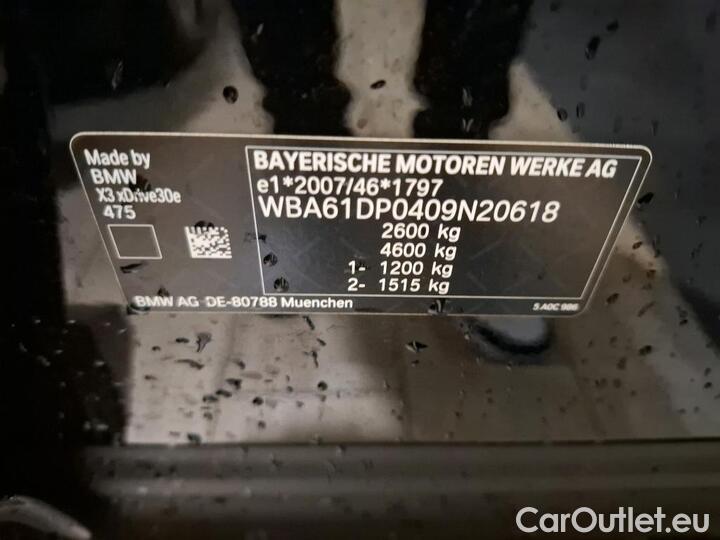 Made by
BMW
X3 xDrive30e
475
BAYERISCHE MOTOREN WERKE AG
e1*2007/46*1797
WBA61DP0409N20618
2600 kg
4600 kg
1- 1200 kg
2- 1515 kg
BMW AG DE-80788 Muenchen
5 A0C 986
CarOutlet.eu